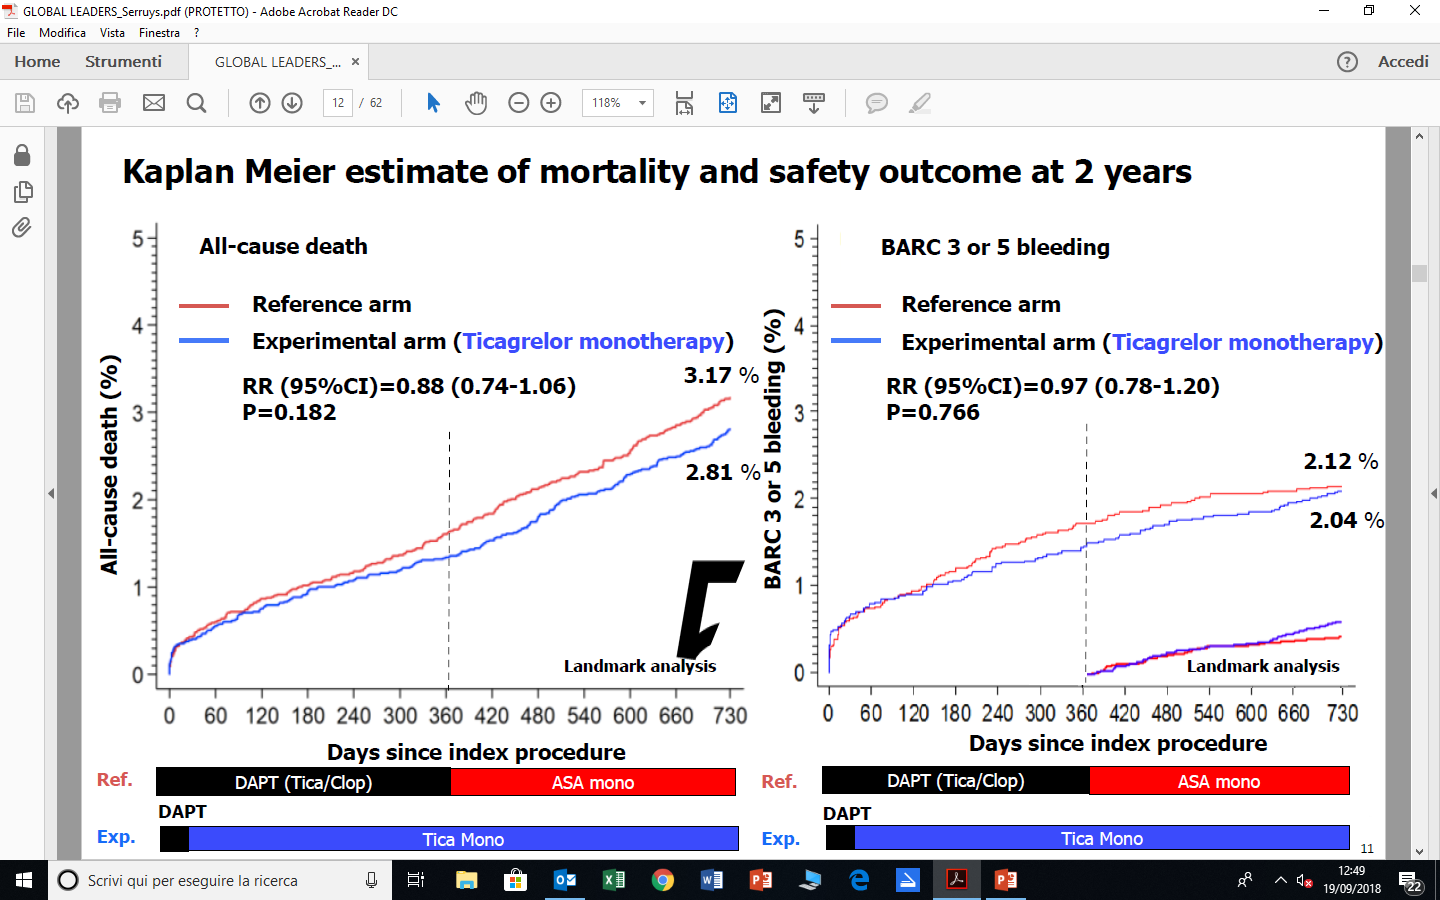 GLOBAL LEADERS_Serruys.pdf (PROTETTO) - Adobe Acrobat Reader DC
File Modifica Vista Finestra ?
Home Strumenti GLOBAL LEADERS_... × ? Accedi
12 / 62 118%
Kaplan Meier estimate of mortality and safety outcome at 2 years
All-cause death
Reference arm
Experimental arm (Ticagrelor monotherapy)
RR (95%CI)=0.88 (0.74-1.06)
P=0.182
3.17 %
2.81 %
All-cause death (%)
5
4
3
2
1
0
Landmark analysis
0 60 120 180 240 300 360 420 480 540 600 660 730
Days since index procedure
Ref. DAPT (Tica/Clop) ASA mono
DAPT
Exp. Tica Mono
BARC 3 or 5 bleeding
Reference arm
Experimental arm (Ticagrelor monotherapy)
RR (95%CI)=0.97 (0.78-1.20)
P=0.766
2.12 %
2.04 %
BARC 3 or 5 bleeding (%)
5
4
3
2
1
0
Landmark analysis
0 60 120 180 240 300 360 420 480 540 600 660 730
Days since index procedure
Ref. DAPT (Tica/Clop) ASA mono
DAPT
Exp. Tica Mono
11
Scrivi qui per eseguire la ricerca
12:49
19/09/2018
22